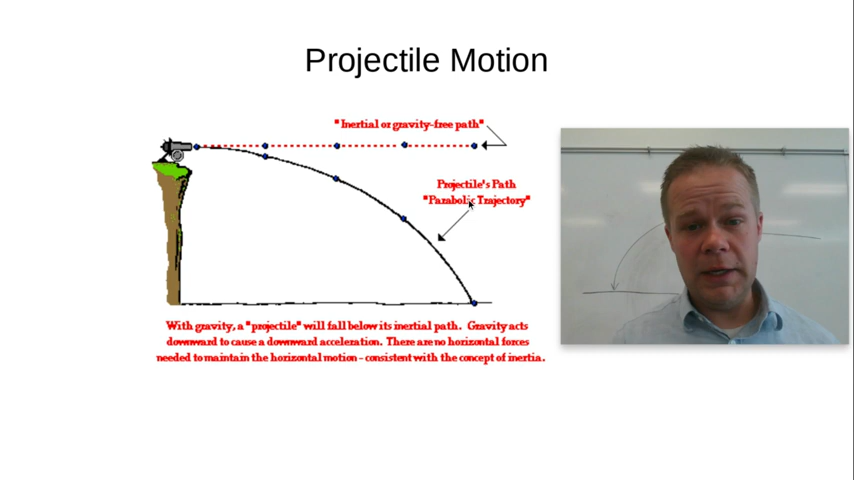 Projectile Motion
"Inertial or gravity-free path"
Projectile's Path
"Parabolic Trajectory"
With gravity, a "projectile" will fall below its inertial path. Gravity acts
downward to cause a downward acceleration. There are no horizontal forces
needed to maintain the horizontal motion - consistent with the concept of inertia.